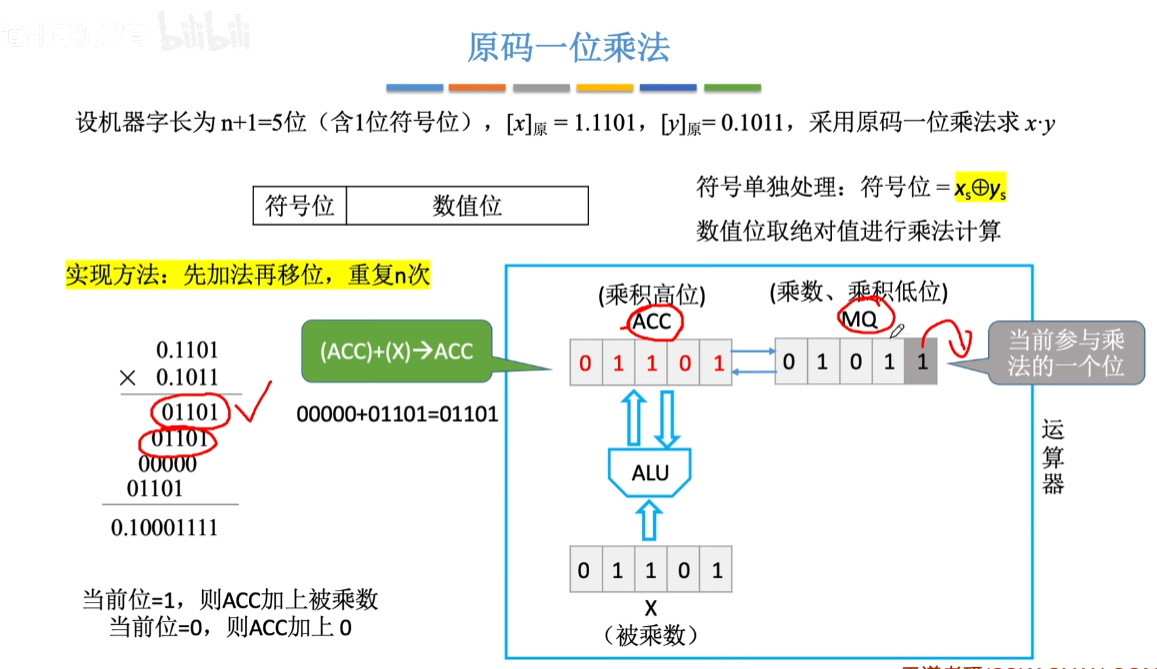 bilibili
原码一位乘法
设机器字长为 n+1=5位（含1位符号位），[x]原 = 1.1101，[y]原= 0.1011，采用原码一位乘法求 x·y
符号位 数值位
符号单独处理：符号位 = xs⊕ys
数值位取绝对值进行乘法计算
实现方法：先加法再移位，重复n次
(乘积高位)
ACC
(乘数、乘积低位)
MQ
(ACC)+(X)→ACC
0 1 1 0 1
0 1 0 1 1
当前参与乘
法的一个位
00000+01101=01101
0.1101
× 0.1011
01101
01101
00000
01101
0.10001111
ALU
运
算
器
0 1 1 0 1
X
（被乘数）
当前位=1，则ACC加上被乘数
当前位=0，则ACC加上 0